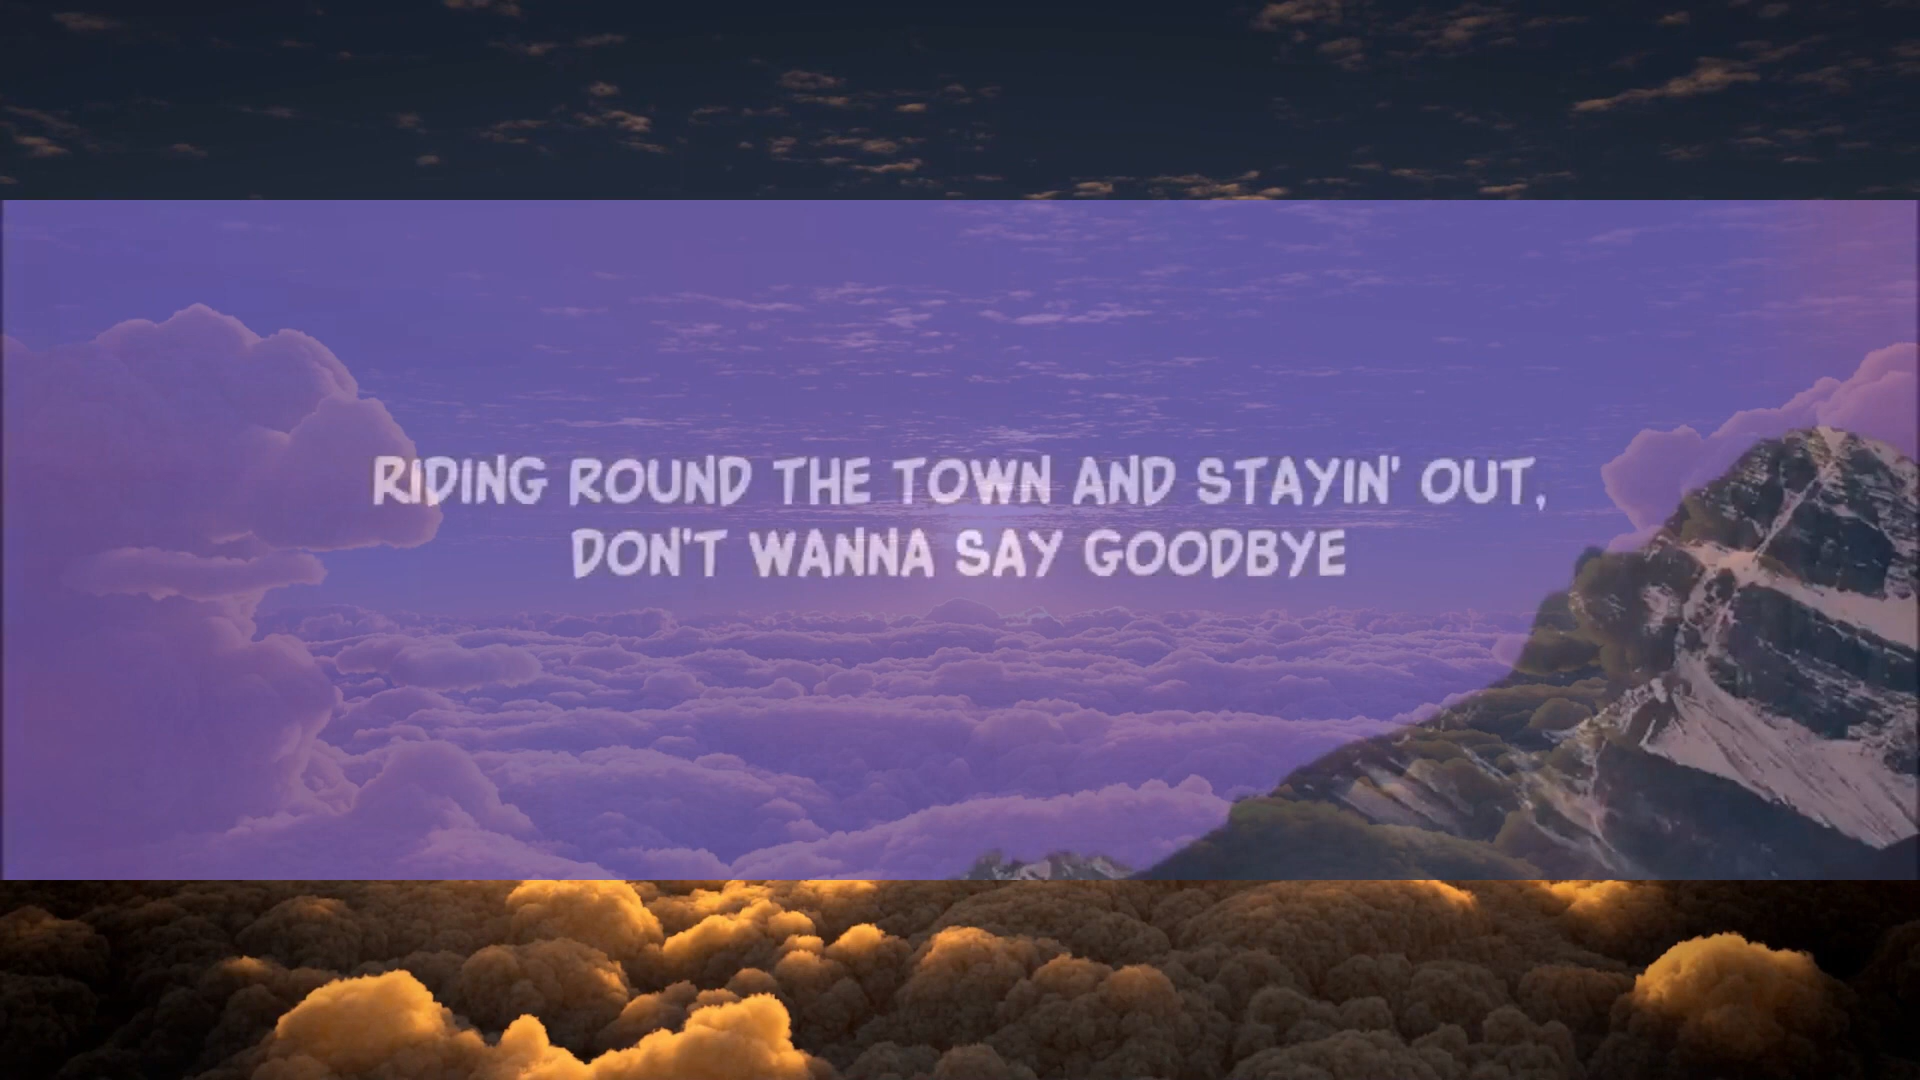 RIDING ROUND THE TOWN AND STAYIN' OUT,
DON'T WANNA SAY GOODBYE